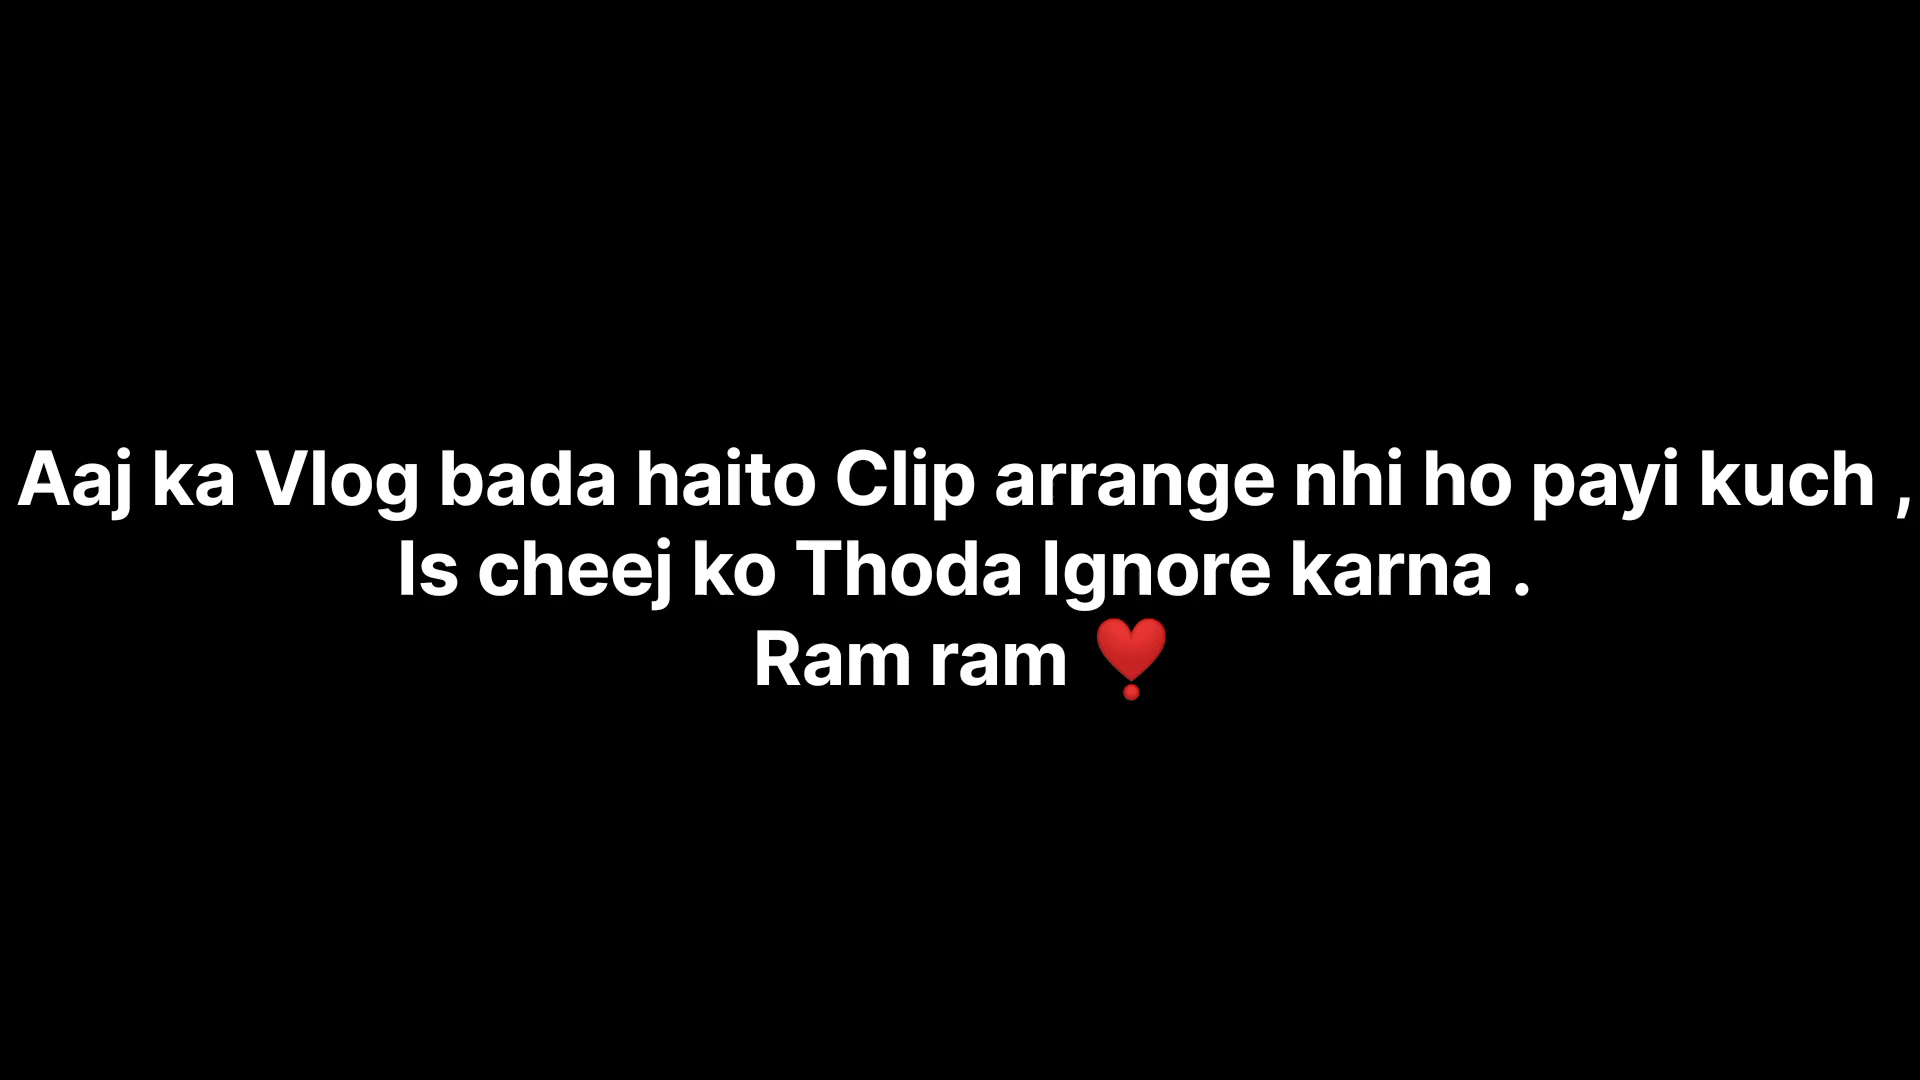 Aaj ka Vlog bada haito Clip arrange nhi ho payi kuch ,
Is cheej ko Thoda Ignore karna .
Ram ram ❣️